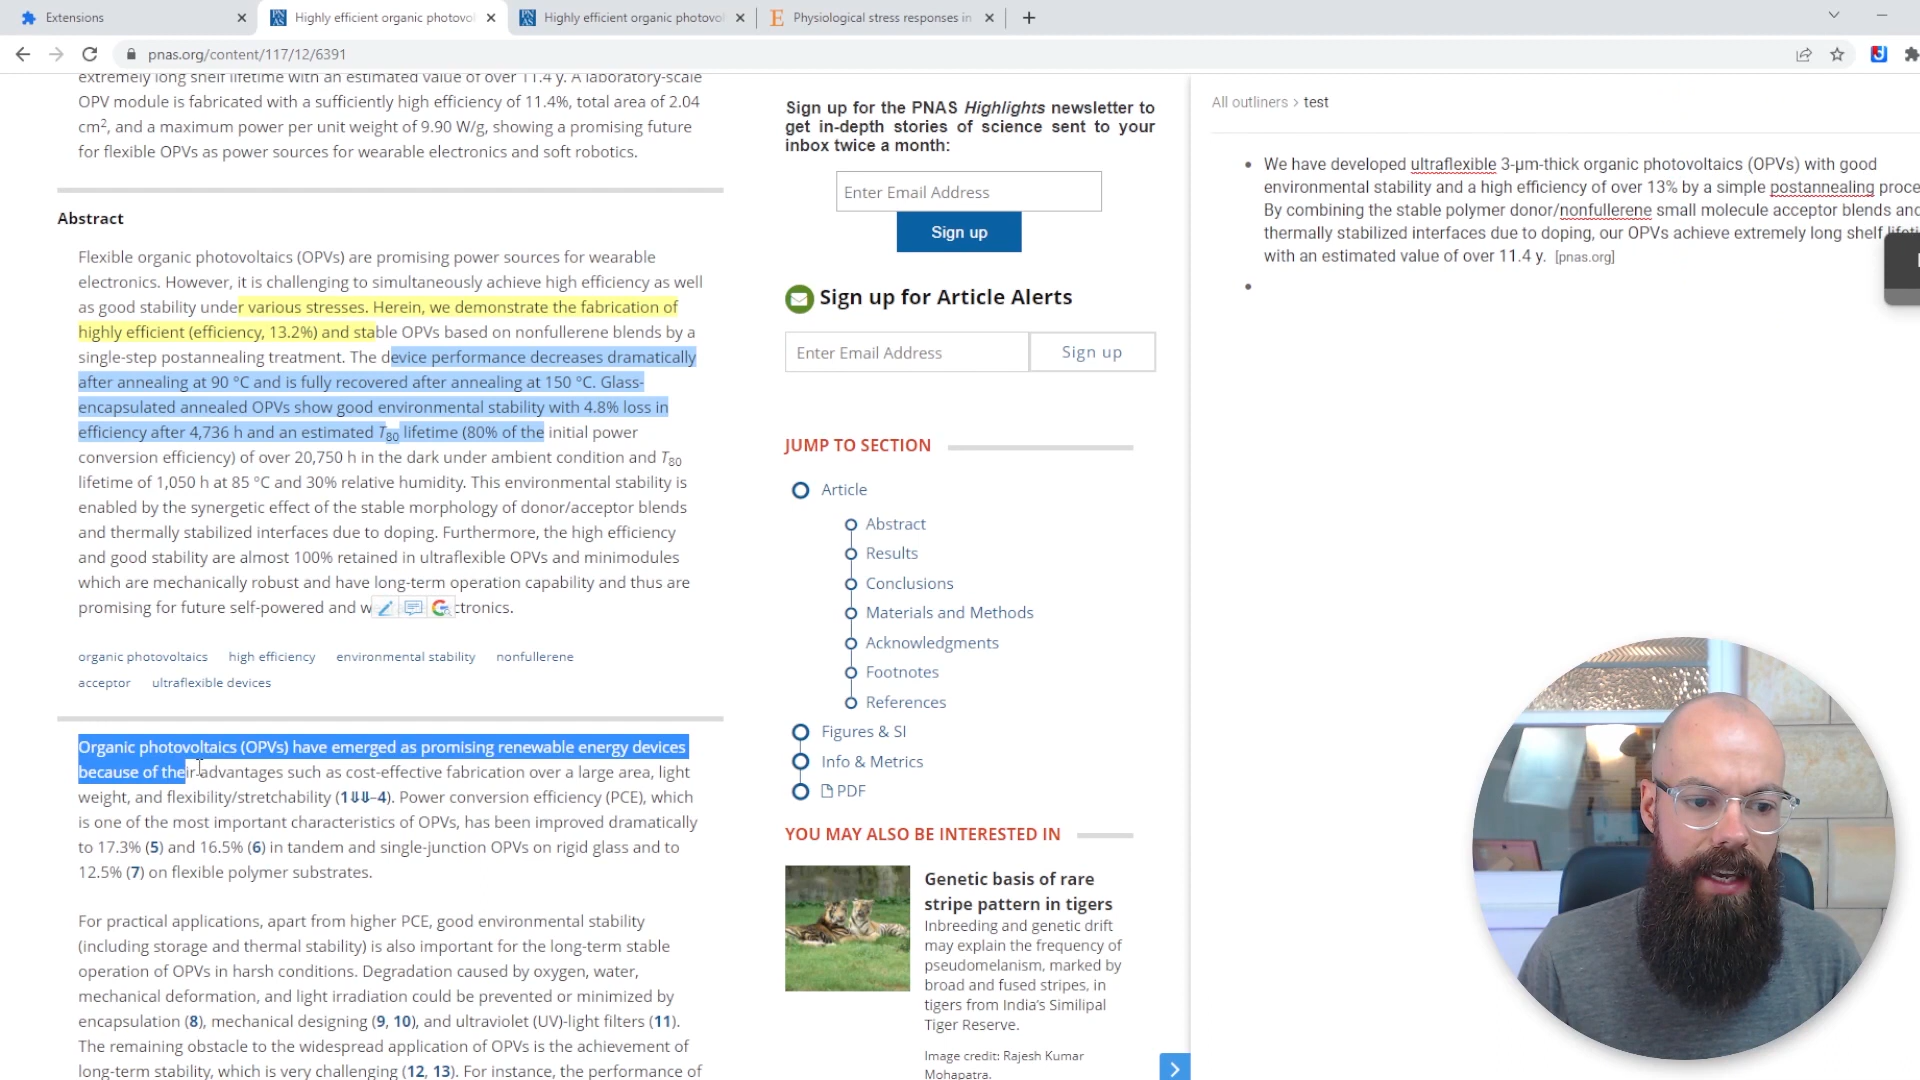 Extensions
Highly efficient organic photovol
Highly efficient organic photovol
Physiological stress responses in
pnas.org/content/117/12/6391
extremely long shelf lifetime with an estimated value of over 11.4 y. A laboratory-scale
OPV module is fabricated with a sufficiently high efficiency of 11.4%, total area of 2.04
cm², and a maximum power per unit weight of 9.90 W/g, showing a promising future
for flexible OPVs as power sources for wearable electronics and soft robotics.
Abstract
Flexible organic photovoltaics (OPVs) are promising power sources for wearable
electronics. However, it is challenging to simultaneously achieve high efficiency as well
as good stability under various stresses. Herein, we demonstrate the fabrication of
highly efficient (efficiency, 13.2%) and stable OPVs based on nonfullerene blends by a
single-step postannealing treatment. The device performance decreases dramatically
after annealing at 90 °C and is fully recovered after annealing at 150 °C. Glass-
encapsulated annealed OPVs show good environmental stability with 4.8% loss in
efficiency after 4,736 h and an estimated T80 lifetime (80% of the initial power
conversion efficiency) of over 20,750 h in the dark under ambient condition and T80
lifetime of 1,050 h at 85 °C and 30% relative humidity. This environmental stability is
enabled by the synergetic effect of the stable morphology of donor/acceptor blends
and thermally stabilized interfaces due to doping. Furthermore, the high efficiency
and good stability are almost 100% retained in ultraflexible OPVs and minimodules
which are mechanically robust and have long-term operation capability and thus are
promising for future self-powered and w ctronics.
organic photovoltaics high efficiency environmental stability nonfullerene
acceptor ultraflexible devices
Organic photovoltaics (OPVs) have emerged as promising renewable energy devices
because of their advantages such as cost-effective fabrication over a large area, light
weight, and flexibility/stretchability (1⇓⇓–4). Power conversion efficiency (PCE), which
is one of the most important characteristics of OPVs, has been improved dramatically
to 17.3% (5) and 16.5% (6) in tandem and single-junction OPVs on rigid glass and to
12.5% (7) on flexible polymer substrates.
For practical applications, apart from higher PCE, good environmental stability
(including storage and thermal stability) is also important for the long-term stable
operation of OPVs in harsh conditions. Degradation caused by oxygen, water,
mechanical deformation, and light irradiation could be prevented or minimized by
encapsulation (8), mechanical designing (9, 10), and ultraviolet (UV)-light filters (11).
The remaining obstacle to the widespread application of OPVs is the achievement of
long-term stability, which is very challenging (12, 13). For instance, the performance of
Sign up for the PNAS Highlights newsletter to
get in-depth stories of science sent to your
inbox twice a month:
Enter Email Address
Sign up
Sign up for Article Alerts
Enter Email Address
Sign up
JUMP TO SECTION
Article
Abstract
Results
Conclusions
Materials and Methods
Acknowledgments
Footnotes
References
Figures & SI
Info & Metrics
PDF
YOU MAY ALSO BE INTERESTED IN
Genetic basis of rare
stripe pattern in tigers
Inbreeding and genetic drift
may explain the frequency of
pseudomelanism, marked by
broad and fused stripes, in
tigers from India's Similipal
Tiger Reserve.
Image credit: Rajesh Kumar
Mohapatra.
All outliners > test
We have developed ultraflexible 3-μm-thick organic photovoltaics (OPVs) with good
environmental stability and a high efficiency of over 13% by a simple postannealing proce
By combining the stable polymer donor/nonfullerene small molecule acceptor blends and
thermally stabilized interfaces due to doping, our OPVs achieve extremely long shelf lifeti
with an estimated value of over 11.4 y. [pnas.org]